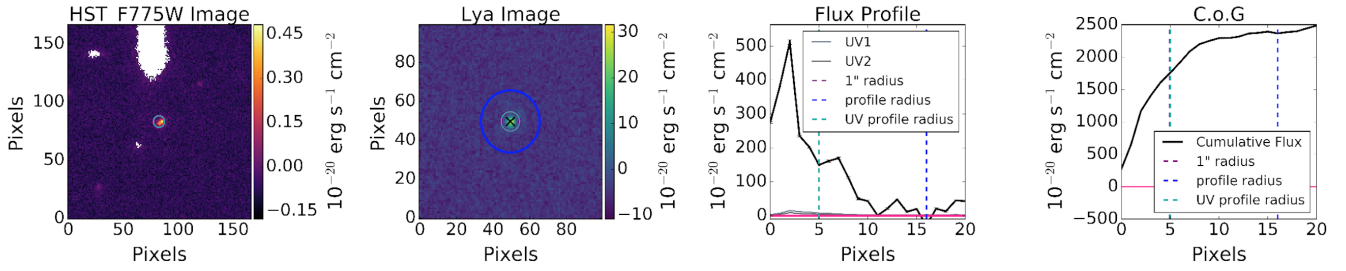 HST F775W Image
Pixels
150
100
50
0
0 50 100 150
Pixels
0.45
0.30
0.15
0.00
−0.15
10⁻²⁰ erg s⁻¹ cm⁻²
Lya Image
80
60
40
20
0
0 20 40 60 80
Pixels
30
20
10
0
−10
10⁻²⁰ erg s⁻¹ cm⁻²
Flux Profile
10⁻²⁰ erg s⁻¹ cm⁻²
500
400
300
200
100
0
0 5 10 15 20
Pixels
UV1
UV2
1" radius
profile radius
UV profile radius
C.o.G
10⁻²⁰ erg s⁻¹ cm⁻²
2500
2000
1500
1000
500
0
−500
0 5 10 15 20
Pixels
Cumulative Flux
1" radius
profile radius
UV profile radius